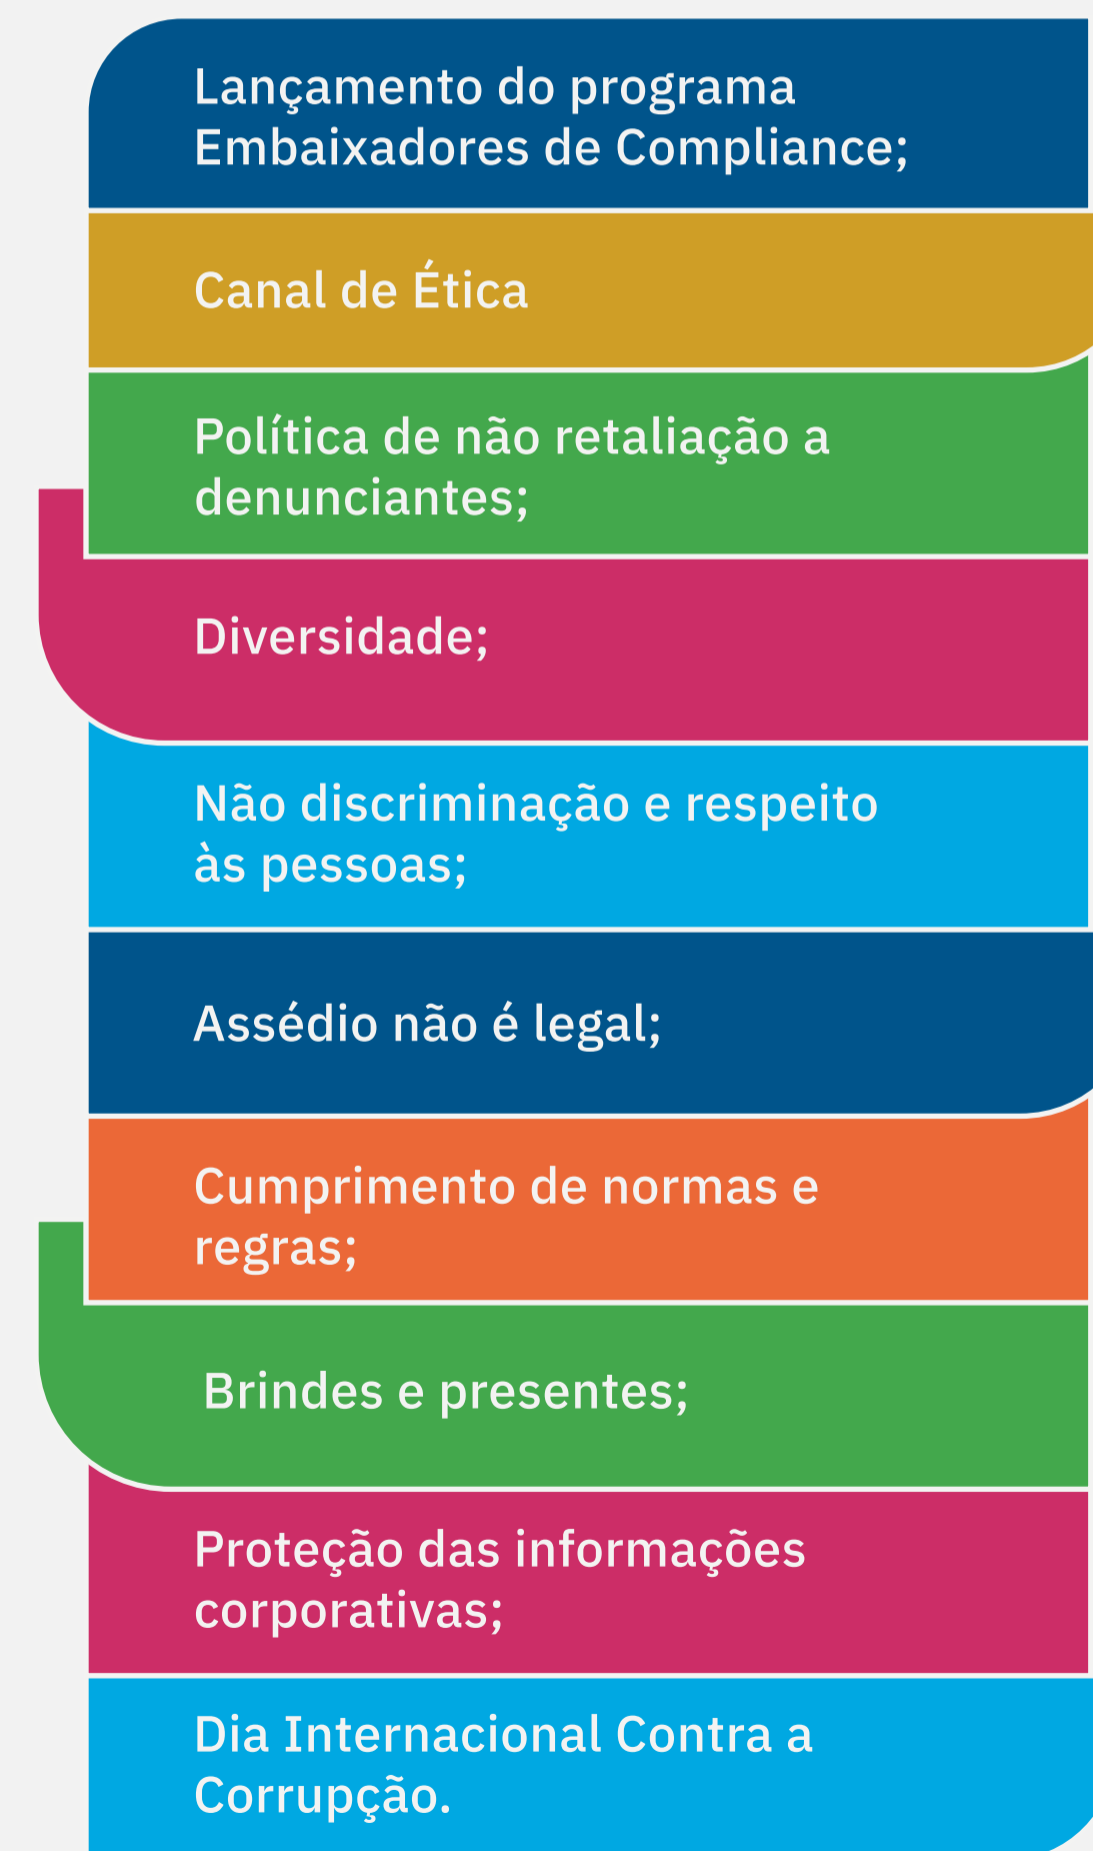 Lançamento do programa
Embaixadores de Compliance;
Canal de Ética
Política de não retaliação a
denunciantes;
Diversidade;
Não discriminação e respeito
às pessoas;
Assédio não é legal;
Cumprimento de normas e
regras;
Brindes e presentes;
Proteção das informações
corporativas;
Dia Internacional Contra a
Corrupção.